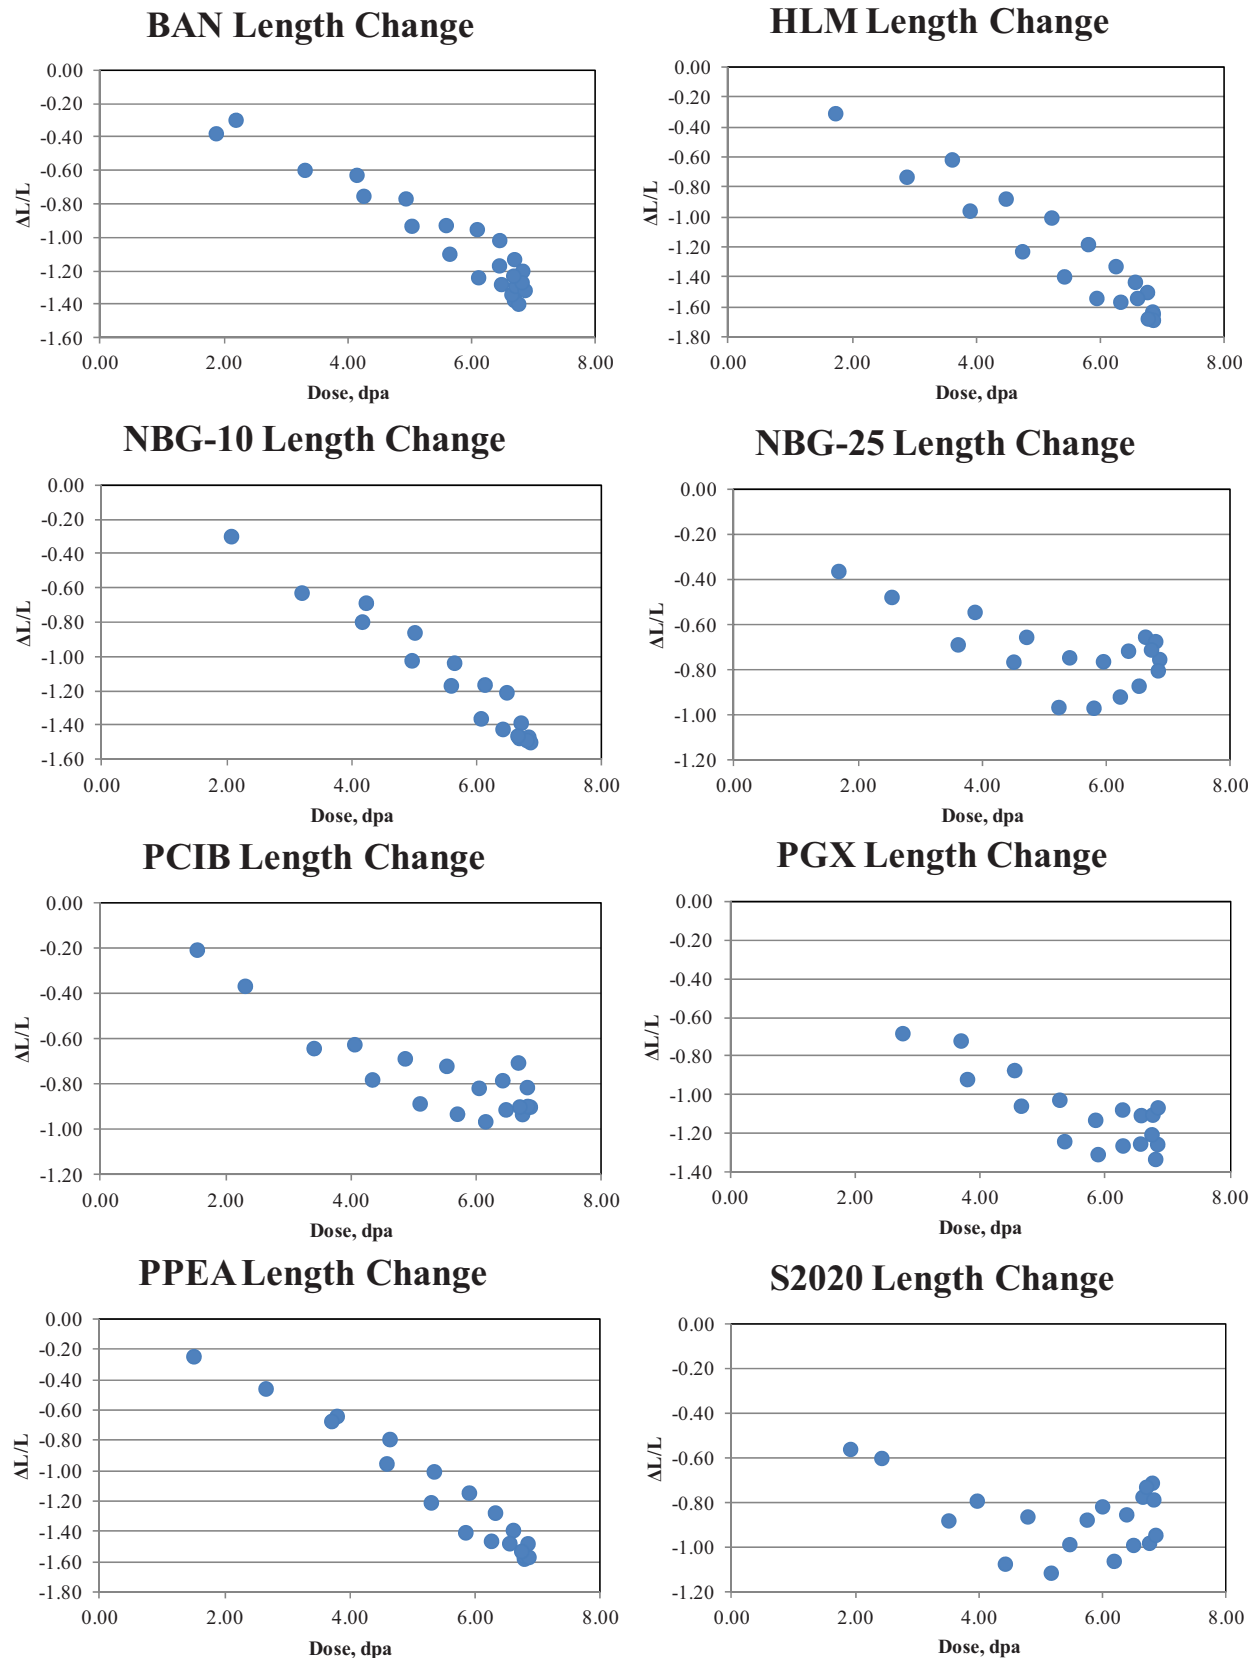 BAN Length Change
0.00
-0.20
-0.40
-0.60
-0.80
-1.00
-1.20
-1.40
-1.60
ΔL/L
0.00 2.00 4.00 6.00 8.00
Dose, dpa
HLM Length Change
0.00
-0.20
-0.40
-0.60
-0.80
-1.00
-1.20
-1.40
-1.60
-1.80
ΔL/L
0.00 2.00 4.00 6.00 8.00
Dose, dpa
NBG-10 Length Change
0.00
-0.20
-0.40
-0.60
-0.80
-1.00
-1.20
-1.40
-1.60
ΔL/L
0.00 2.00 4.00 6.00 8.00
Dose, dpa
NBG-25 Length Change
0.00
-0.20
-0.40
-0.60
-0.80
-1.00
-1.20
ΔL/L
0.00 2.00 4.00 6.00 8.00
Dose, dpa
PCIB Length Change
0.00
-0.20
-0.40
-0.60
-0.80
-1.00
-1.20
ΔL/L
0.00 2.00 4.00 6.00 8.00
Dose, dpa
PGX Length Change
0.00
-0.20
-0.40
-0.60
-0.80
-1.00
-1.20
-1.40
ΔL/L
0.00 2.00 4.00 6.00 8.00
Dose, dpa
PPEA Length Change
0.00
-0.20
-0.40
-0.60
-0.80
-1.00
-1.20
-1.40
-1.60
-1.80
ΔL/L
0.00 2.00 4.00 6.00 8.00
Dose, dpa
S2020 Length Change
0.00
-0.20
-0.40
-0.60
-0.80
-1.00
-1.20
ΔL/L
0.00 2.00 4.00 6.00 8.00
Dose, dpa